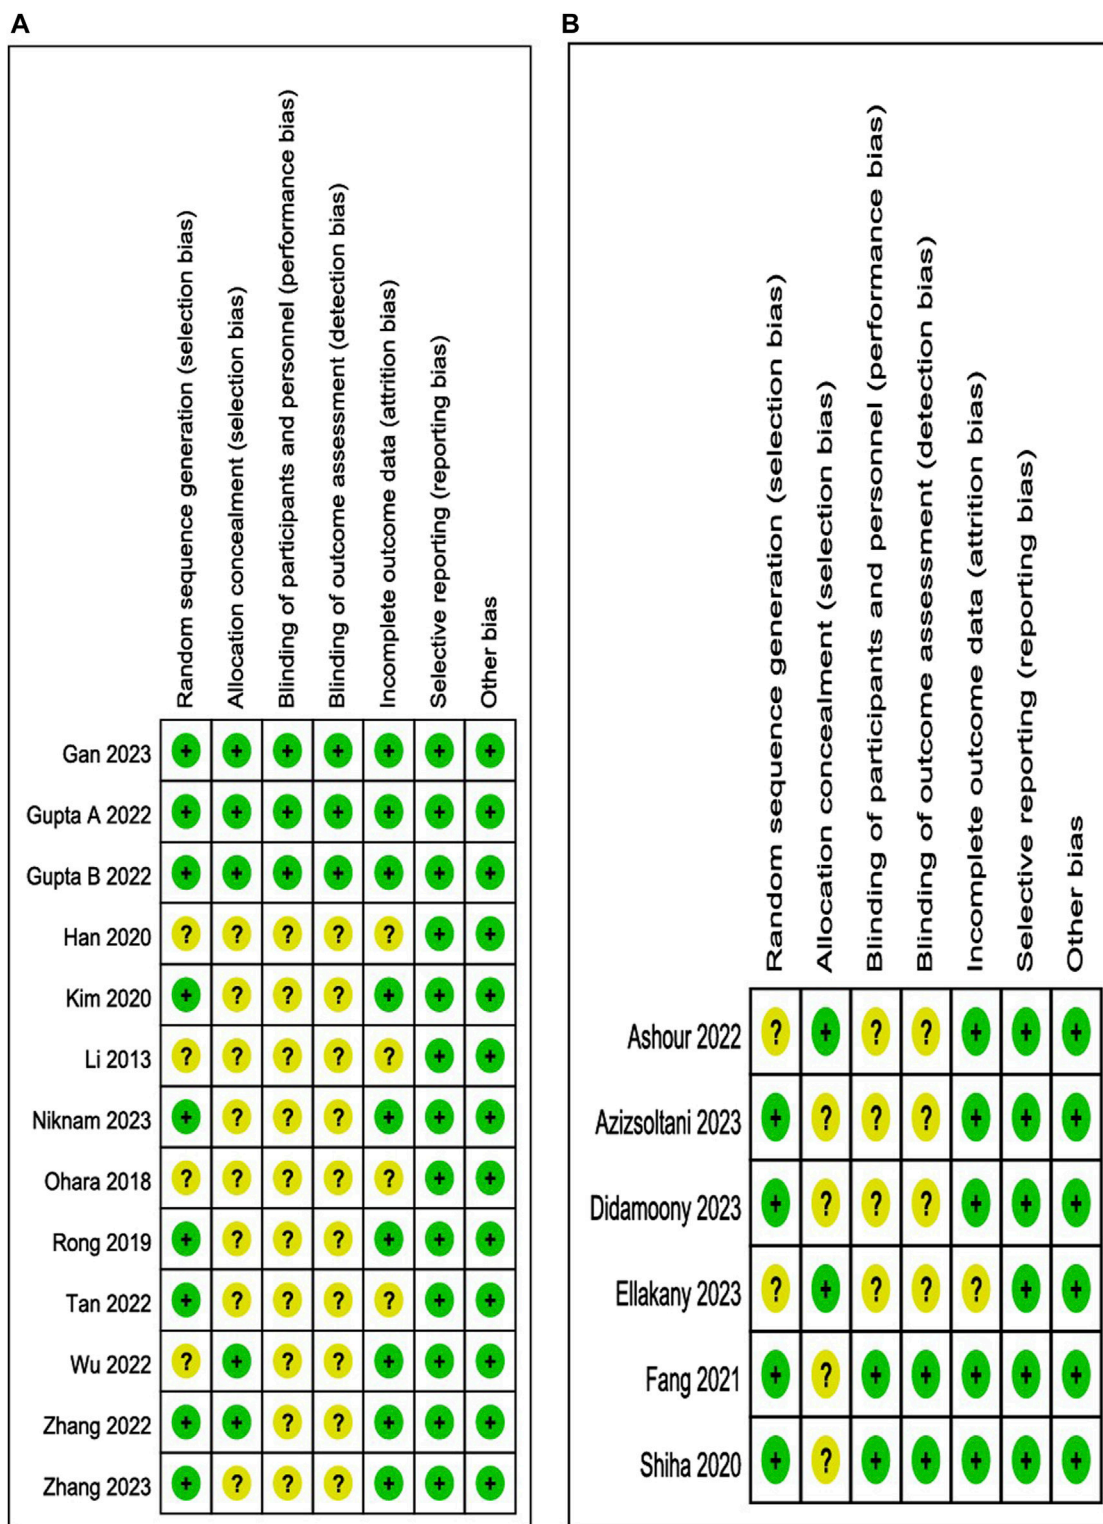 A
Random sequence generation (selection bias)
Allocation concealment (selection bias)
Blinding of participants and personnel (performance bias)
Blinding of outcome assessment (detection bias)
Incomplete outcome data (attrition bias)
Selective reporting (reporting bias)
Other bias
Gan 2023 + + + + + + +
Gupta A 2022 + + + + + + +
Gupta B 2022 + + + + + + +
Han 2020 ? ? ? ? ? + +
Kim 2020 + ? ? ? + + +
Li 2013 ? ? ? ? ? + +
Niknam 2023 + ? ? ? + + +
Ohara 2018 ? ? ? ? ? + +
Rong 2019 + ? ? ? + + +
Tan 2022 + ? ? ? ? + +
Wu 2022 ? + ? ? + + +
Zhang 2022 + + ? ? + + +
Zhang 2023 + ? ? ? + + +
B
Random sequence generation (selection bias)
Allocation concealment (selection bias)
Blinding of participants and personnel (performance bias)
Blinding of outcome assessment (detection bias)
Incomplete outcome data (attrition bias)
Selective reporting (reporting bias)
Other bias
Ashour 2022 ? + ? ? + + +
Azizsoltani 2023 + ? ? ? + + +
Didamoony 2023 + ? ? ? + + +
Ellakany 2023 ? + ? ? ? + +
Fang 2021 + ? + + + + +
Shiha 2020 + ? + + + + +